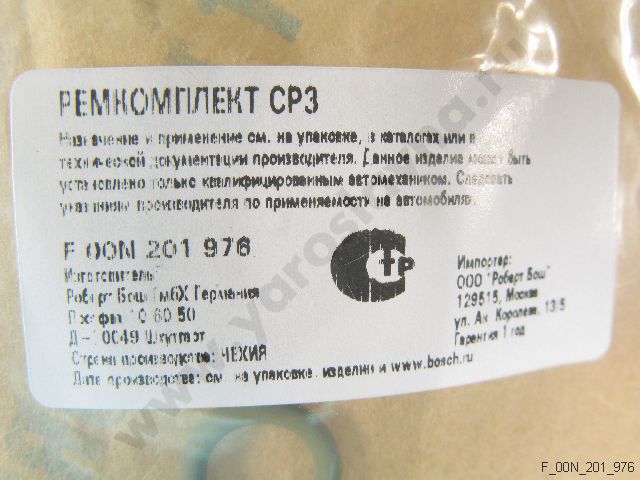 РЕМКОМПЛЕКТ CP3
Назначение и применение см. на упаковке, в каталогах или в
технической документации производителя. Данное изделие может быть
установлено только квалифицированным автомехаником. Следовать
указаниям производителя по применяемости на автомобилях.
F 00N 201 976
Изготовитель
Роберт Бош ГмбХ Германия
Постфах 10 60 50
Д-70049 Штутгарт
Страна производства: ЧЕХИЯ
Дата производства: см. на упаковке, изделии и www.bosch.ru
СТР
Импортер:
ООО "Роберт Бош"
129515, Москва
ул. Ак. Королева, 13/5
Гарантия 1 год
F_00N_201_976